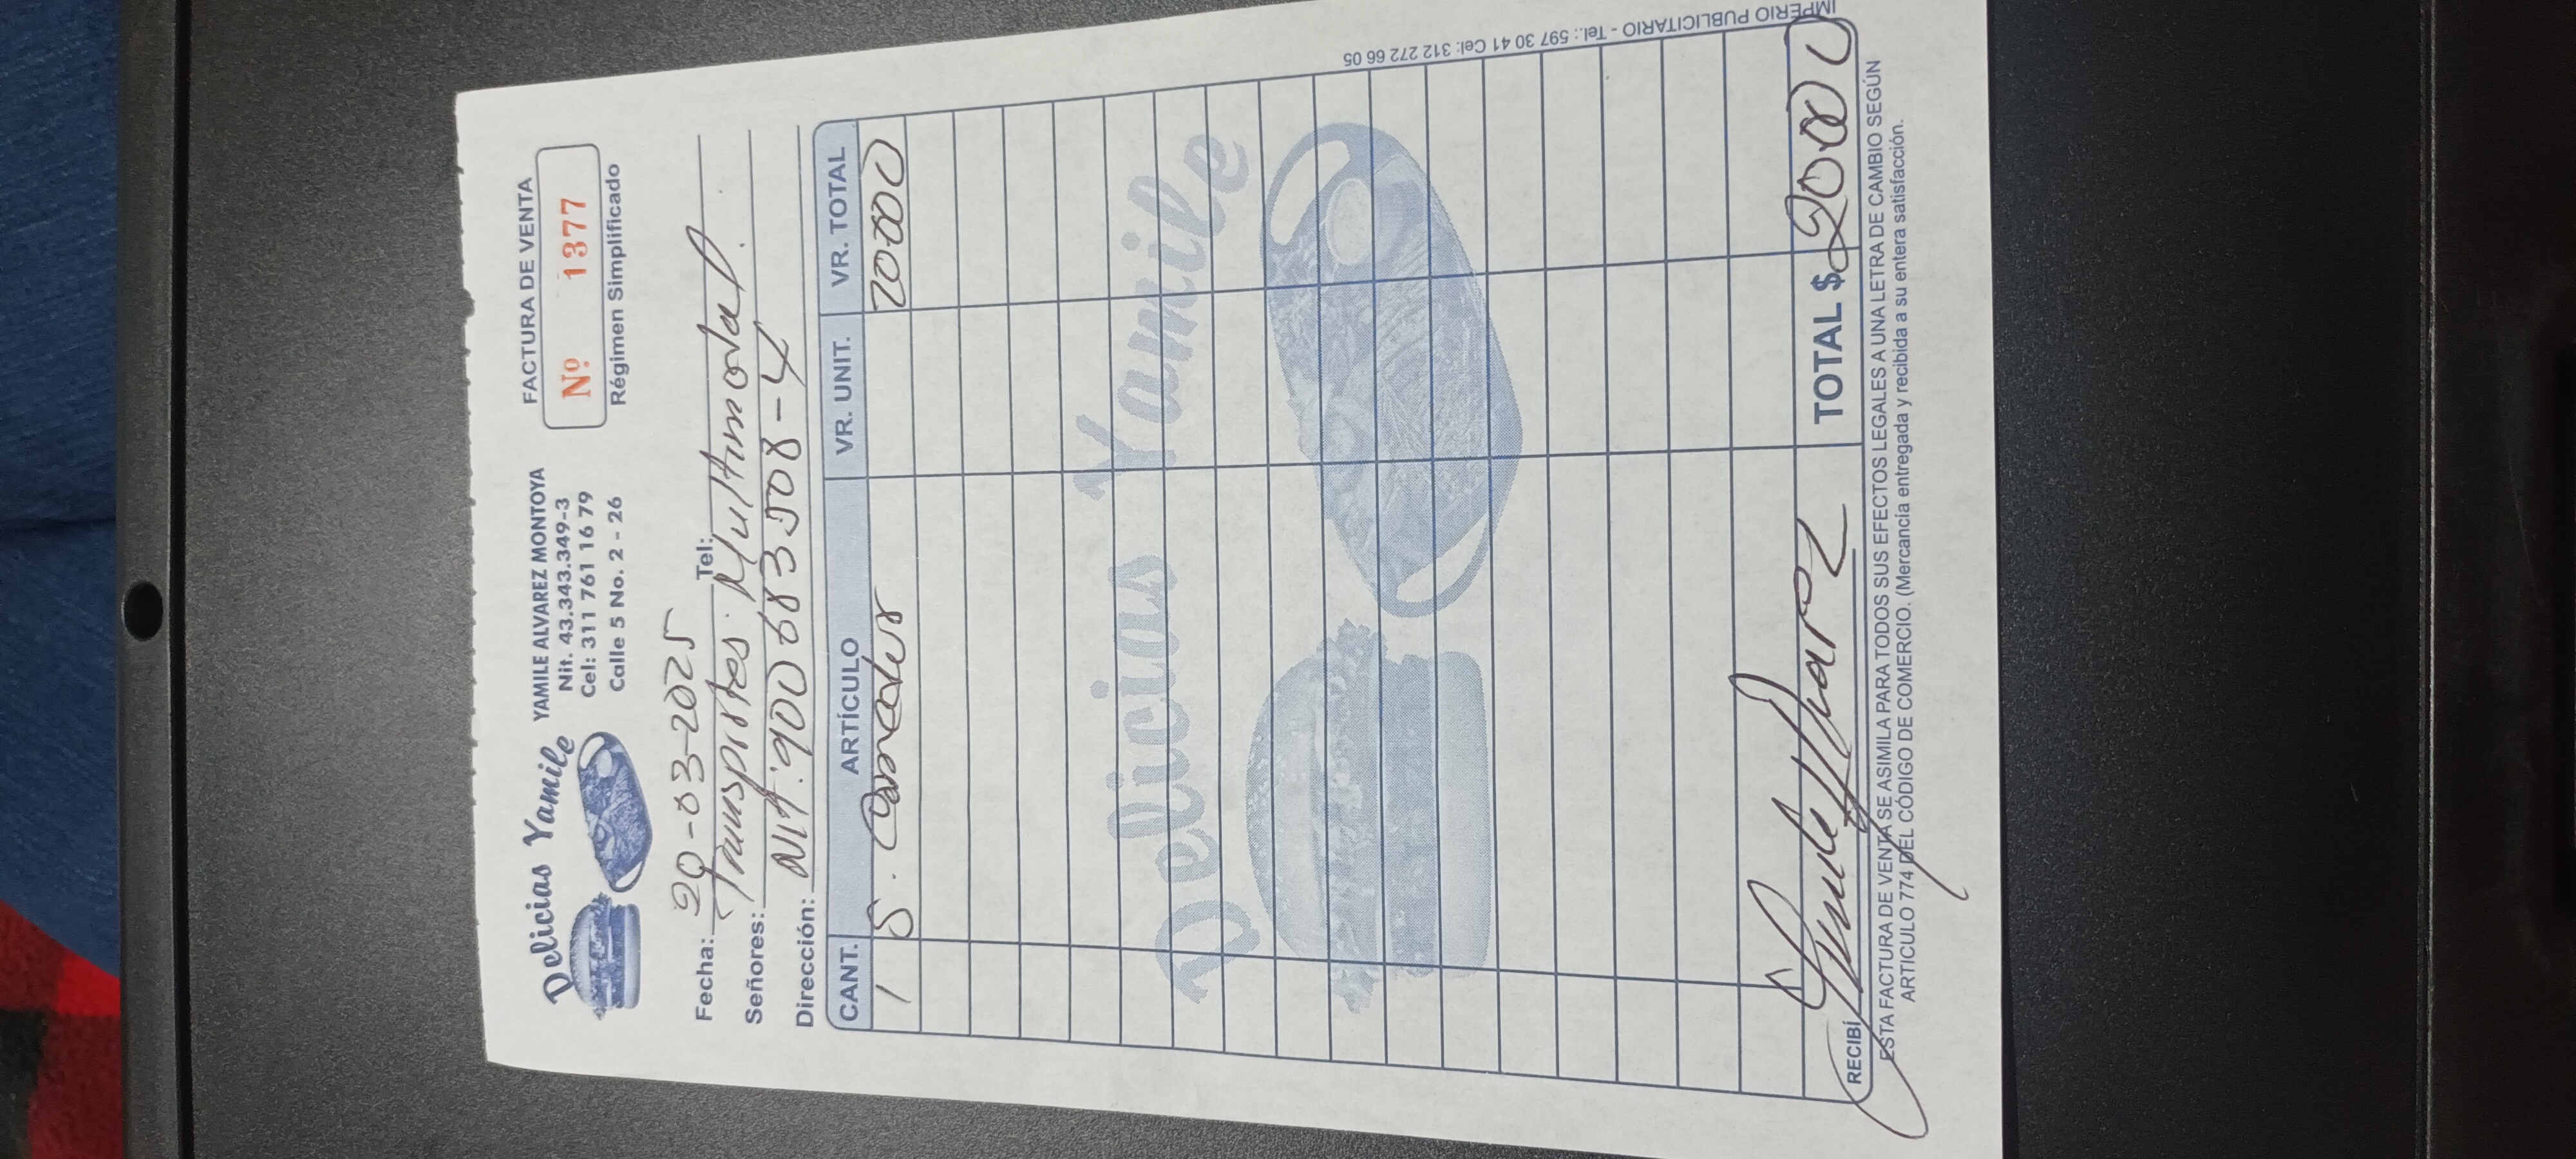 Delicias Yamile
YAMILE ALVAREZ MONTOYA
Nit. 43.343.349-3
Cel: 311 761 16 79
Calle 5 No. 2 - 26
FACTURA DE VENTA
Nº 1377
Régimen Simplificado
Fecha: 20-03-2025 Tel:
Señores: Transportes Multimodal
Dirección: Nit: 900683508-4
CANT. ARTÍCULO VR. UNIT. VR. TOTAL
1 S. Comedor 20000
Delicias Yamile
RECIBÍ TOTAL $ 20000
ESTA FACTURA DE VENTA SE ASIMILA PARA TODOS SUS EFECTOS LEGALES A UNA LETRA DE CAMBIO SEGÚN
ARTICULO 774 DEL CÓDIGO DE COMERCIO. (Mercancía entregada y recibida a su entera satisfacción.
IMPERIO PUBLICITARIO - Tel.: 597 30 41 Cel: 312 272 66 05